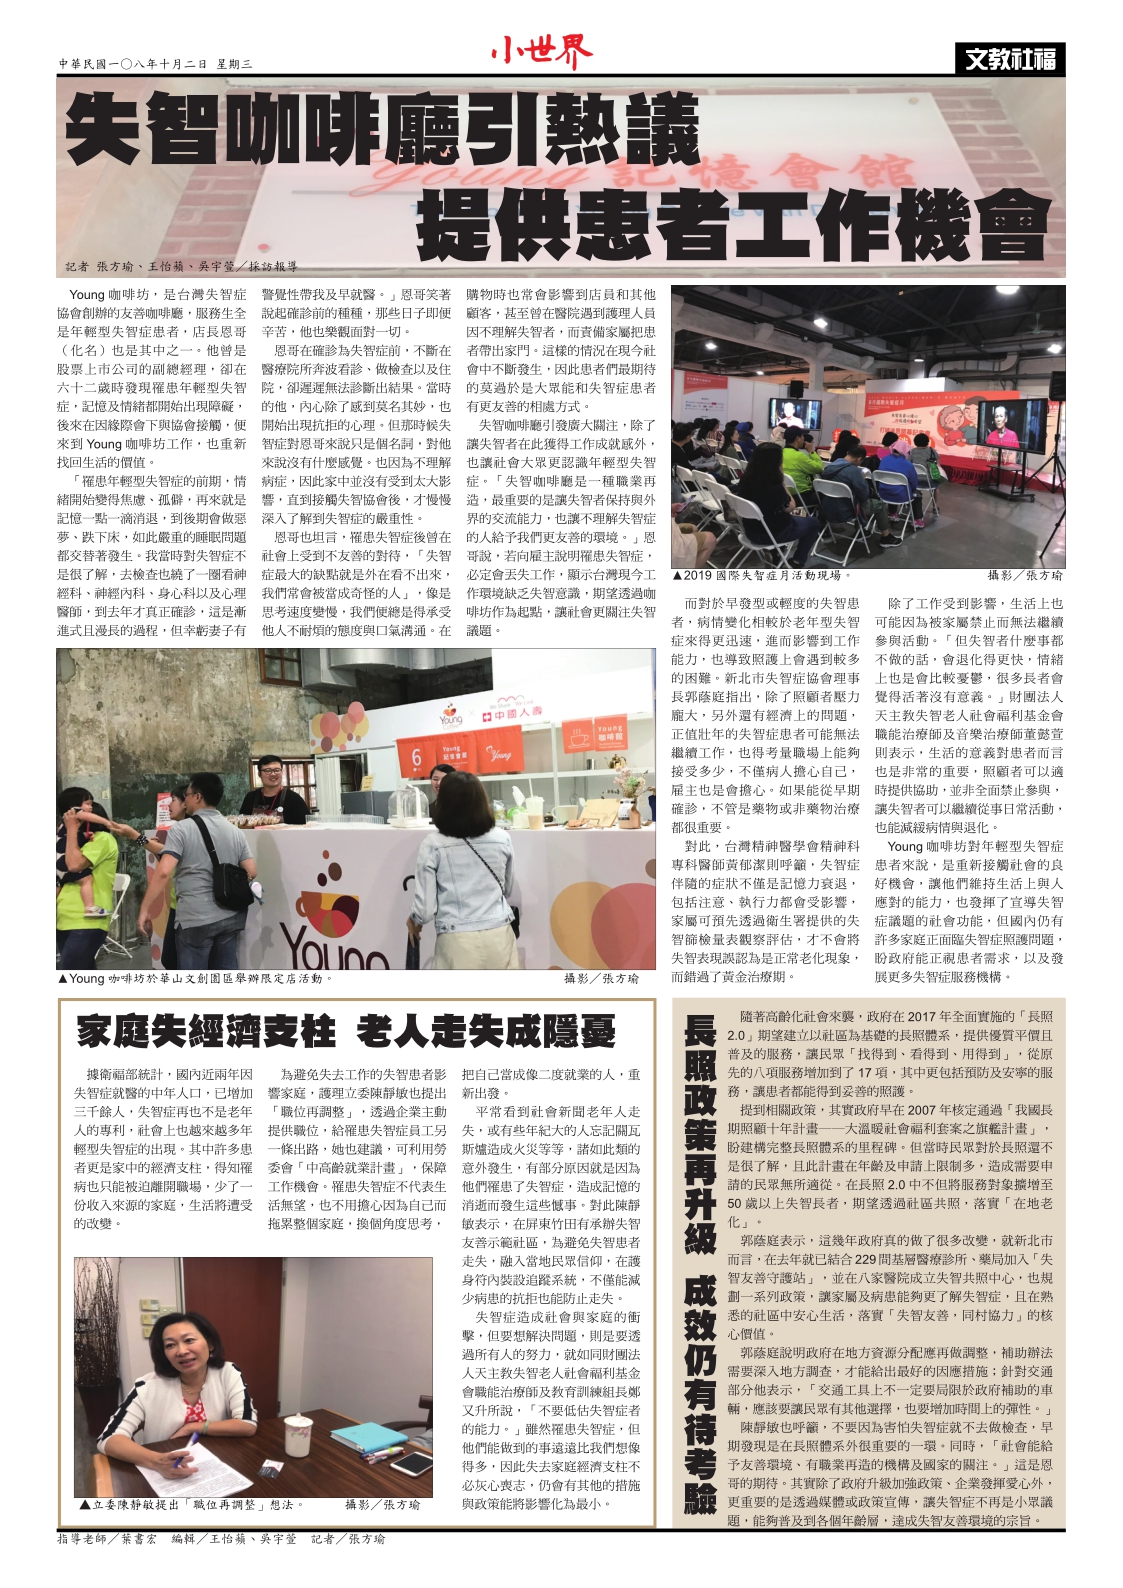 中華民國一〇八年十月二日 星期三
小世界
文教社福
失智咖啡廳引熱議
提供患者工作機會
Young 記憶會館
記者 張方瑜、王怡蘋、吳宇萱╱採訪報導
Young 咖啡坊，是台灣失智症
協會創辦的友善咖啡廳，服務生全
是年輕型失智症患者，店長恩哥
（化名）也是其中之一。他曾是
股票上市公司的副總經理，卻在
六十二歲時發現罹患年輕型失智
症，記憶及情緒都開始出現障礙，
後來在因緣際會下與協會接觸，便
來到 Young 咖啡坊工作，也重新
找回生活的價值。
「罹患年輕型失智症的前期，情
緒開始變得焦慮、孤僻，再來就是
記憶一點一滴消退，到後期會做惡
夢、跌下床，如此嚴重的睡眠問題
都交替著發生。我當時對失智症不
是很了解，去檢查也繞了一圈看神
經科、神經內科、身心科以及心理
醫師，到去年才真正確診，這是漸
進式且漫長的過程，但幸虧妻子有
警覺性帶我及早就醫。」恩哥笑著
說起確診前的種種，那些日子即便
辛苦，他也樂觀面對一切。
恩哥在確診為失智症前，不斷在
醫療院所奔波看診、做檢查以及住
院，卻遲遲無法診斷出結果。當時
的他，內心除了感到莫名其妙，也
開始出現抗拒的心理。但那時候失
智症對恩哥來說只是個名詞，對他
來說沒有什麼感覺。也因為不理解
病症，因此家中並沒有受到太大影
響，直到接觸失智協會後，才慢慢
深入了解到失智症的嚴重性。
恩哥也坦言，罹患失智症後曾在
社會上受到不友善的對待，「失智
症最大的缺點就是外在看不出來，
我們常會被當成奇怪的人」，像是
思考速度變慢，我們便總是得承受
他人不耐煩的態度與口氣溝通。在
購物時也常會影響到店員和其他
顧客，甚至曾在醫院遇到護理人員
因不理解失智者，而責備家屬把患
者帶出家門。這樣的情況在現今社
會中不斷發生，因此患者們最期待
的莫過於是大眾能和失智症患者
有更友善的相處方式。
失智咖啡廳引發廣大關注，除了
讓失智者在此獲得工作成就感外，
也讓社會大眾更認識年輕型失智
症。「失智咖啡廳是一種職業再
造，最重要的是讓失智者保持與外
界的交流能力，也讓不理解失智症
的人給予我們更友善的環境。」恩
哥說，若向雇主說明罹患失智症，
必定會丟失工作，顯示台灣現今工
作環境缺乏失智意識，期望透過咖
啡坊作為起點，讓社會更關注失智
議題。
▲2019 國際失智症月活動現場。 攝影╱張方瑜
而對於早發型或輕度的失智患
者，病情變化相較於老年型失智
症來得更迅速，進而影響到工作
能力，也導致照護上會遇到較多
的困難。新北市失智症協會理事
長郭蔭庭指出，除了照顧者壓力
龐大，另外還有經濟上的問題，
正值壯年的失智症患者可能無法
繼續工作，也得考量職場上能夠
接受多少，不僅病人擔心自己，
雇主也是會擔心。如果能從早期
確診，不管是藥物或非藥物治療
都很重要。
對此，台灣精神醫學會精神科
專科醫師黃郁潔則呼籲，失智症
伴隨的症狀不僅是記憶力衰退，
包括注意、執行力都會受影響，
家屬可預先透過衛生署提供的失
智篩檢量表觀察評估，才不會將
失智表現誤認為是正常老化現象，
而錯過了黃金治療期。
除了工作受到影響，生活上也
可能因為被家屬禁止而無法繼續
參與活動。「但失智者什麼事都
不做的話，會退化得更快，情緒
上也是會比較憂鬱，很多長者會
覺得活著沒有意義。」財團法人
天主教失智老人社會福利基金會
職能治療師及音樂治療師董懿萱
則表示，生活的意義對患者而言
也是非常的重要，照顧者可以適
時提供協助，並非全面禁止參與，
讓失智者可以繼續從事日常活動，
也能減緩病情與退化。
Young 咖啡坊對年輕型失智症
患者來說，是重新接觸社會的良
好機會，讓他們維持生活上與人
應對的能力，也發揮了宣導失智
症議題的社會功能，但國內仍有
許多家庭正面臨失智症照護問題，
盼政府能正視患者需求，以及發
展更多失智症服務機構。
Young
中國人壽
6
Young
Young
Young
咖啡館
Young
▲Young 咖啡坊於華山文創園區舉辦限定店活動。 攝影╱張方瑜
家庭失經濟支柱 老人走失成隱憂
據衛福部統計，國內近兩年因
失智症就醫的中年人口，已增加
三千餘人，失智症再也不是老年
人的專利，社會上也越來越多年
輕型失智症的出現。其中許多患
者更是家中的經濟支柱，得知罹
病也只能被迫離開職場，少了一
份收入來源的家庭，生活將遭受
的改變。
為避免失去工作的失智患者影
響家庭，護理立委陳靜敏也提出
「職位再調整」，透過企業主動
提供職位，給罹患失智症員工另
一條出路，她也建議，可利用勞
委會「中高齡就業計畫」，保障
工作機會。罹患失智症不代表生
活無望，也不用擔心因為自己而
拖累整個家庭，換個角度思考，
把自己當成像二度就業的人，重
新出發。
平常看到社會新聞老年人走
失，或有些年紀大的人忘記關瓦
斯爐造成火災等等，諸如此類的
意外發生，有部分原因就是因為
他們罹患了失智症，造成記憶的
消逝而發生這些憾事。對此陳靜
敏表示，在屏東竹田有承辦失智
友善示範社區，為避免失智患者
走失，融入當地民眾信仰，在護
身符內裝設追蹤系統，不僅能減
少病患的抗拒也能防止走失。
失智症造成社會與家庭的衝
擊，但要想解決問題，則是要透
過所有人的努力，就如同財團法
人天主教失智老人社會福利基金
會職能治療師及教育訓練組長鄭
又升所說，「不要低估失智症者
的能力。」雖然罹患失智症，但
他們能做到的事遠遠比我們想像
得多，因此失去家庭經濟支柱不
必灰心喪志，仍會有其他的措施
與政策能將影響化為最小。
▲立委陳靜敏提出「職位再調整」想法。 攝影╱張方瑜
長照政策再升級 成效仍有待考驗
隨著高齡化社會來襲，政府在 2017 年全面實施的「長照
2.0」期望建立以社區為基礎的長照體系，提供優質平價且
普及的服務，讓民眾「找得到、看得到、用得到」，從原
先的八項服務增加到了 17 項，其中更包括預防及安寧的服
務，讓患者都能得到妥善的照護。
提到相關政策，其實政府早在 2007 年核定通過「我國長
期照顧十年計畫──大溫暖社會福利套案之旗艦計畫」，
盼建構完整長照體系的里程碑。但當時民眾對於長照還不
是很了解，且此計畫在年齡及申請上限制多，造成需要申
請的民眾無所適從。在長照 2.0 中不但將服務對象擴增至
50 歲以上失智長者，期望透過社區共照，落實「在地老
化」。
郭蔭庭表示，這幾年政府真的做了很多改變，就新北市
而言，在去年就已結合 229 間基層醫療診所、藥局加入「失
智友善守護站」，並在八家醫院成立失智共照中心，也規
劃一系列政策，讓家屬及病患能夠更了解失智症，且在熟
悉的社區中安心生活，落實「失智友善，同村協力」的核
心價值。
郭蔭庭說明政府在地方資源分配應再做調整，補助辦法
需要深入地方調查，才能給出最好的因應措施；針對交通
部分他表示，「交通工具上不一定要局限於政府補助的車
輛，應該要讓民眾有其他選擇，也要增加時間上的彈性。」
陳靜敏也呼籲，不要因為害怕失智症就不去做檢查，早
期發現是在長照體系外很重要的一環。同時，「社會能給
予友善環境、有職業再造的機構及國家的關注。」這是恩
哥的期待。其實除了政府升級加強政策、企業發揮愛心外，
更重要的是透過媒體或政策宣傳，讓失智症不再是小眾議
題，能夠普及到各個年齡層，達成失智友善環境的宗旨。
指導老師╱葉書宏 編輯╱王怡蘋、吳宇萱 記者╱張方瑜